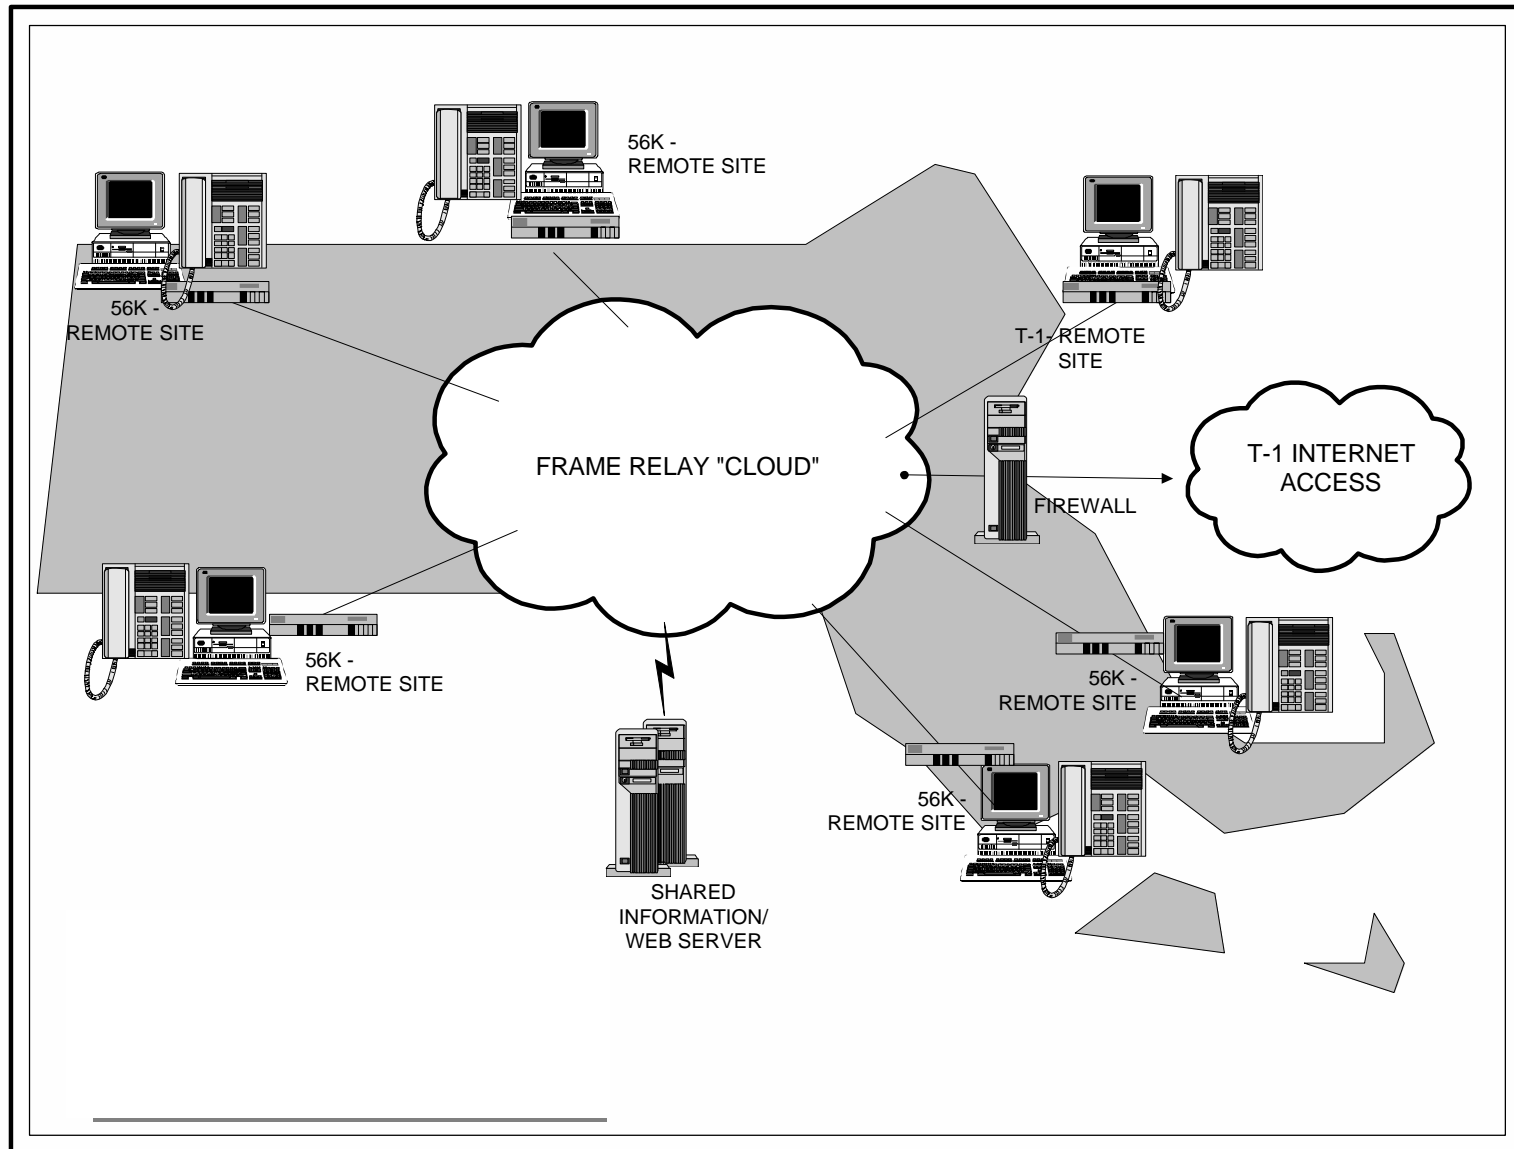 56K -
REMOTE SITE
56K -
REMOTE SITE
T-1- REMOTE
SITE
FRAME RELAY "CLOUD"
T-1 INTERNET
ACCESS
FIREWALL
56K -
REMOTE SITE
56K -
REMOTE SITE
56K -
REMOTE SITE
SHARED
INFORMATION/
WEB SERVER